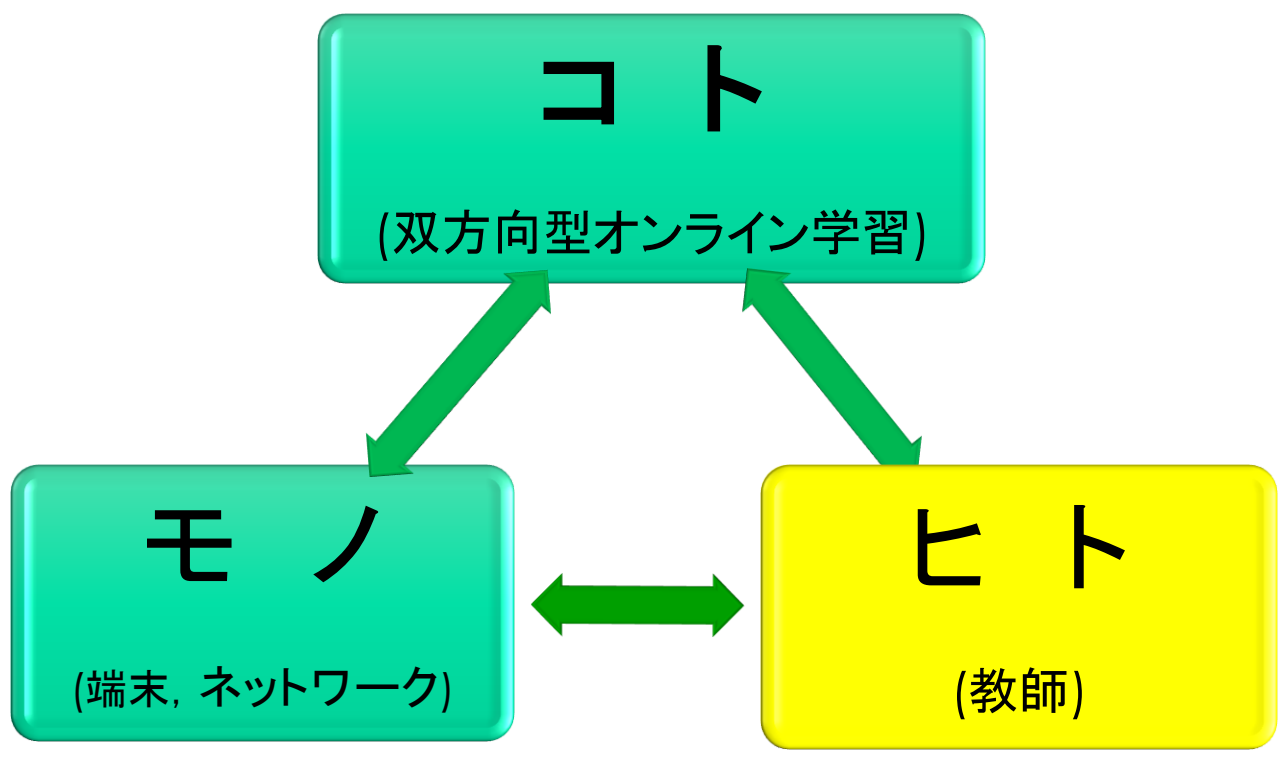 コ ト
(双方向型オンライン学習)
モ ノ
(端末, ネットワーク)
ヒ ト
(教師)